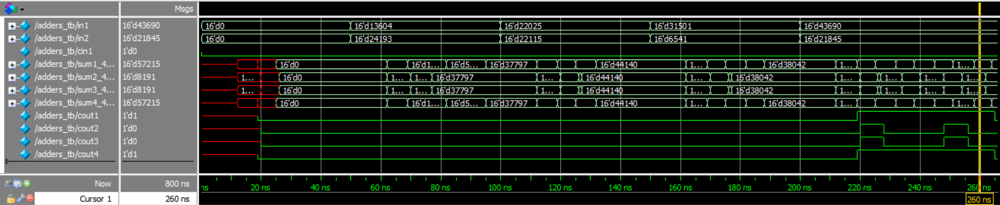 Msgs
/adders_tb/in1 16'd43690 16'd0 16'd13604 16'd22025 16'd31501 16'd43690
/adders_tb/in2 16'd21845 16'd0 16'd24193 16'd22115 16'd6541 16'd21845
/adders_tb/cin1 1'd0
/adders_tb/sum1_4... 16'd57215 16'd0 16'd1... 16'd5... 16'd37797 16'd44140 1... 16'd38042 1... 1...
/adders_tb/sum2_4... 16'd8191 1... 16'd0 1... 1... 16'd37797 1... 16'd44140 1... 16'd38042 1... 1... 1... 1...
/adders_tb/sum3_4... 16'd8191 1... 16'd0 1... 1... 16'd37797 1... 16'd44140 1... 16'd38042 1... 1... 1... 1...
/adders_tb/sum4_4... 16'd57215 16'd0 16'd1... 16'd5... 16'd37797 16'd44140 1... 16'd38042 1... 1...
/adders_tb/cout1 1'd1
/adders_tb/cout2 1'd0
/adders_tb/cout3 1'd0
/adders_tb/cout4 1'd1
Now 800 ns ns 20 ns 40 ns 60 ns 80 ns 100 ns 120 ns 140 ns 160 ns 180 ns 200 ns 220 ns 240 ns 260 ns
Cursor 1 260 ns 260 ns